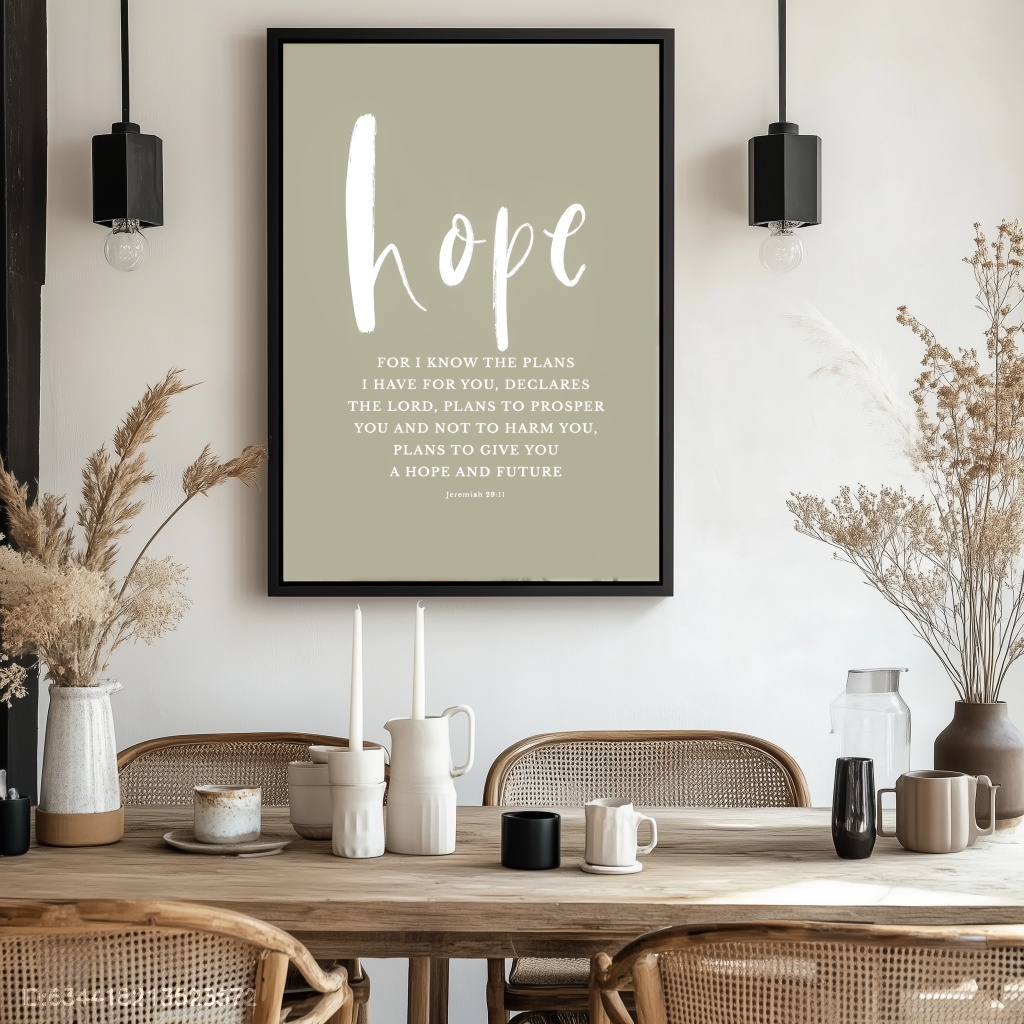 hope
FOR I KNOW THE PLANS
I HAVE FOR YOU, DECLARES
THE LORD, PLANS TO PROSPER
YOU AND NOT TO HARM YOU,
PLANS TO GIVE YOU
A HOPE AND FUTURE
Jeremiah 29:11